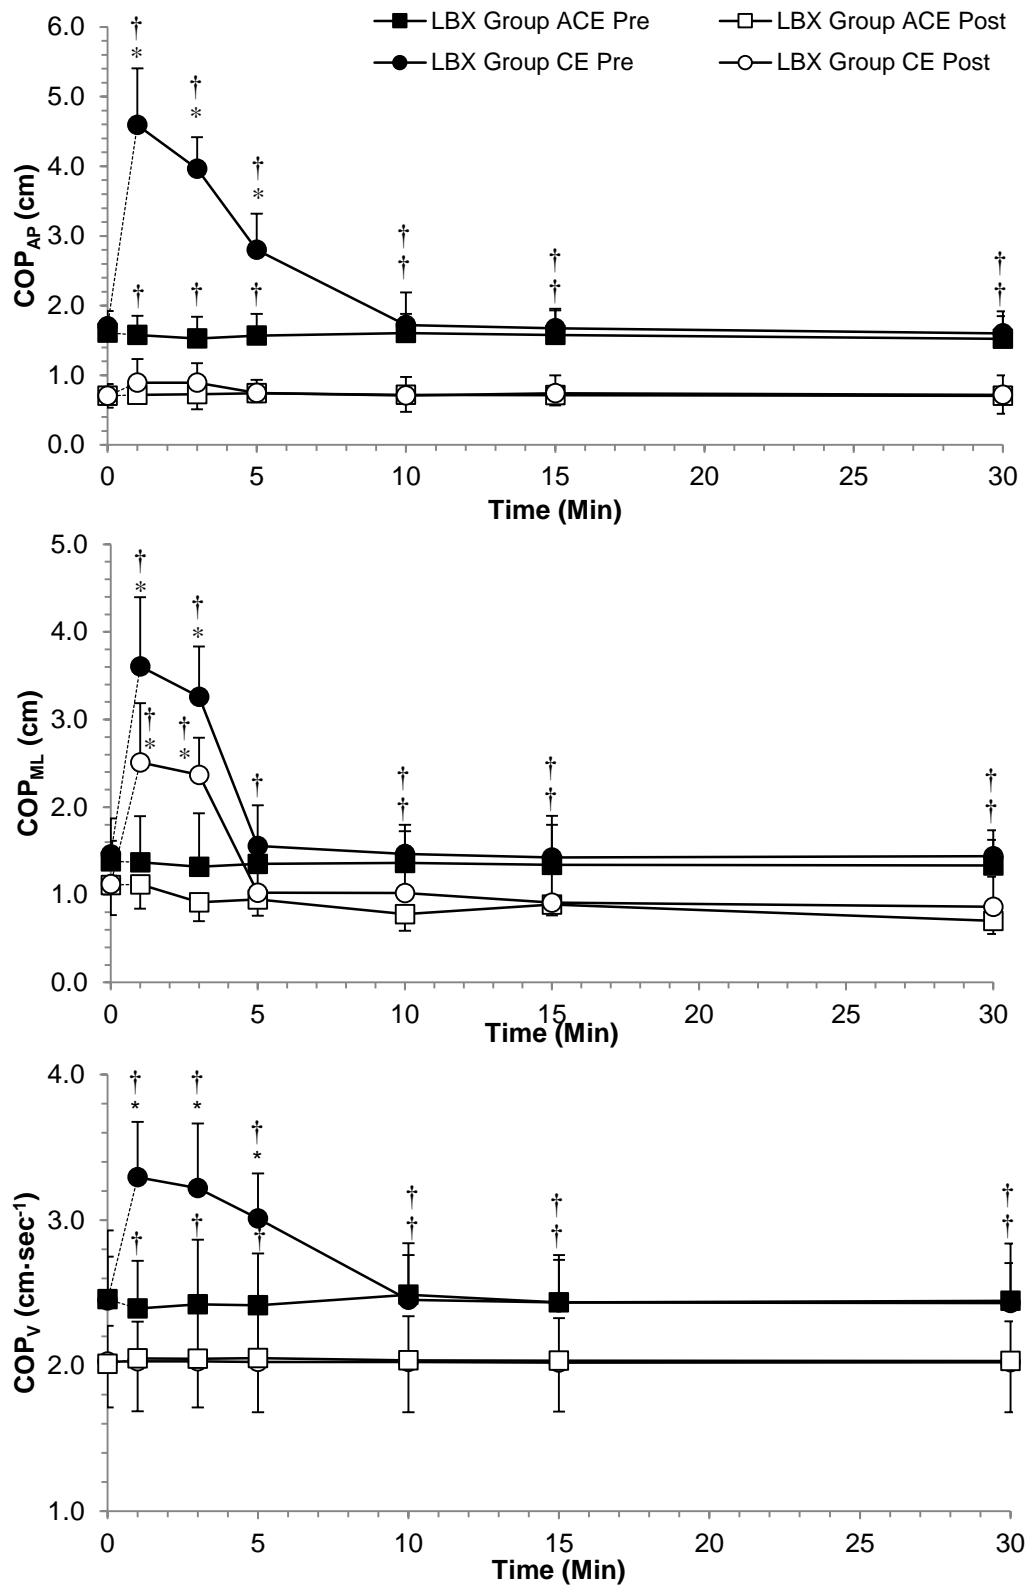 LBX Group ACE Pre
LBX Group ACE Post
LBX Group CE Pre
LBX Group CE Post
COP_AP (cm)
6.0
5.0
4.0
3.0
2.0
1.0
0.0
† * † * † * † † † † † †
† † †
0 5 10 15 20 25 30
Time (Min)
COP_ML (cm)
5.0
4.0
3.0
2.0
1.0
0.0
† * † *
† * † * † † † † † † †
0 5 10 15 20 25 30
Time (Min)
COP_V (cm·sec⁻¹)
4.0
3.0
2.0
1.0
† * † * † * † † † † † †
† † †
0 5 10 15 20 25 30
Time (Min)